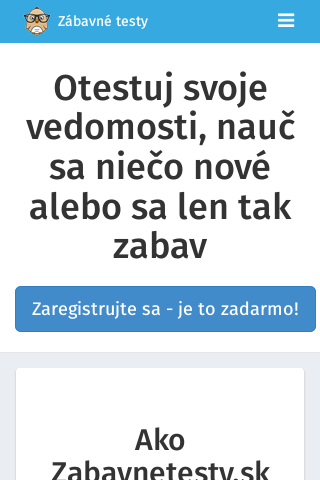 Zábavné testy
Otestuj svoje
vedomosti, nauč
sa niečo nové
alebo sa len tak
zabav
Zaregistrujte sa - je to zadarmo!
Ako
Zabavnetesty.sk